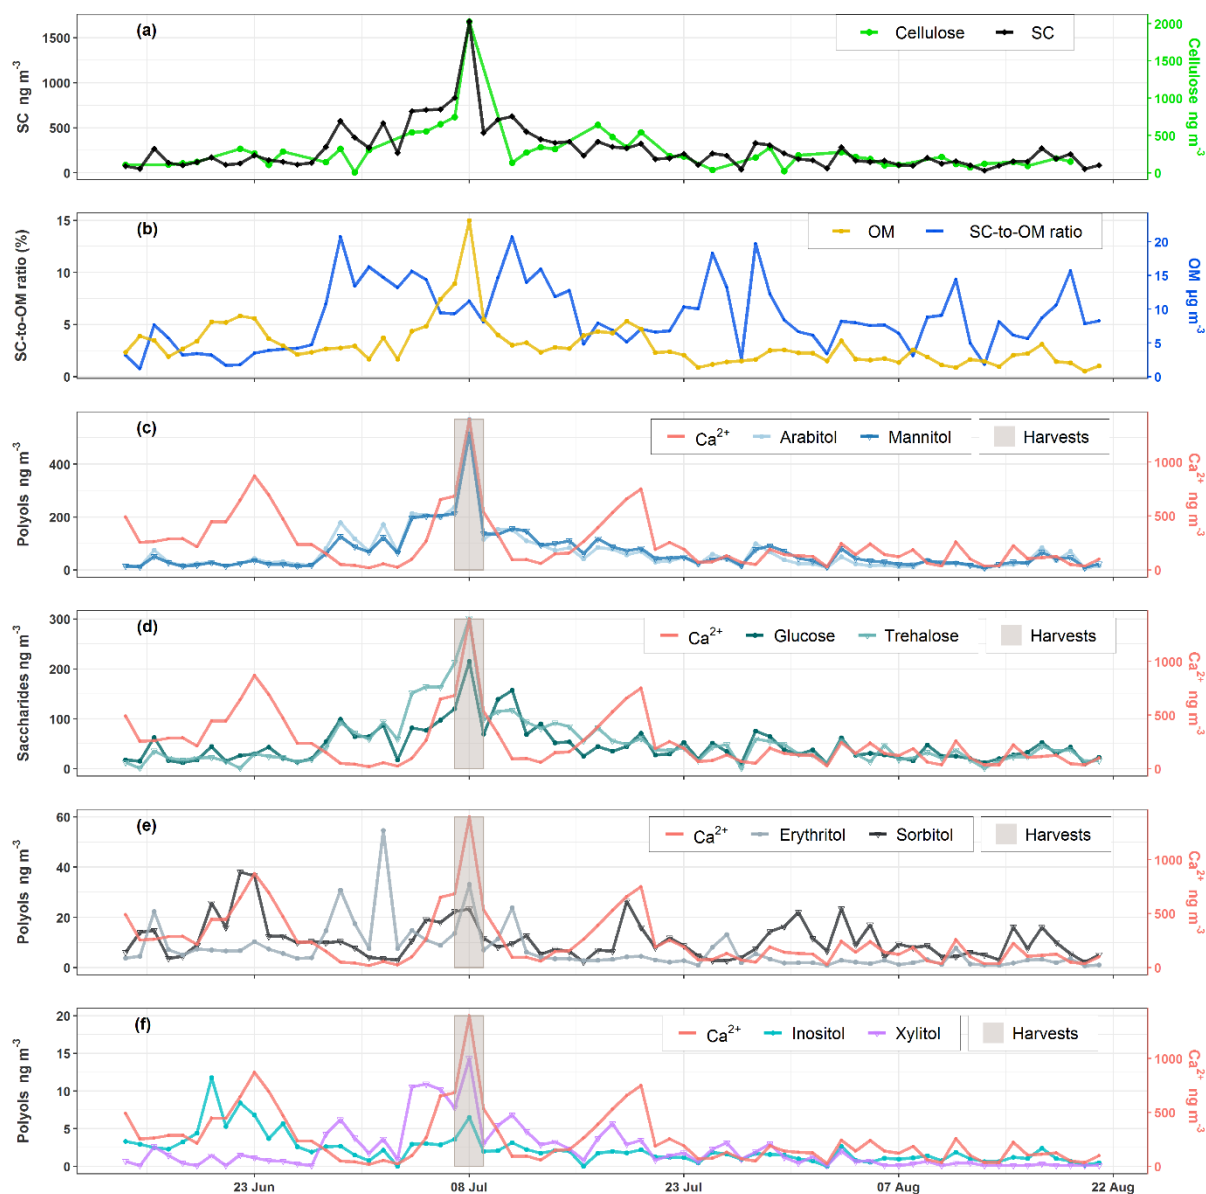 (a)
Cellulose SC
SC ng m⁻³
1500
1000
500
0
2000
1500
1000
500
0
Cellulose ng m⁻³
(b)
OM SC-to-OM ratio
SC-to-OM ratio (%)
15
10
5
0
20
15
10
5
0
OM µg m⁻³
(c)
Ca²⁺ Arabitol Mannitol Harvests
Polyols ng m⁻³
400
200
0
1000
500
0
Ca²⁺ ng m⁻³
(d)
Ca²⁺ Glucose Trehalose Harvests
Saccharides ng m⁻³
300
200
100
0
1000
500
0
Ca²⁺ ng m⁻³
(e)
Ca²⁺ Erythritol Sorbitol Harvests
Polyols ng m⁻³
60
40
20
0
1000
500
0
Ca²⁺ ng m⁻³
(f)
Ca²⁺ Inositol Xylitol Harvests
Polyols ng m⁻³
20
15
10
5
0
1000
500
0
Ca²⁺ ng m⁻³
23 Jun 08 Jul 23 Jul 07 Aug 22 Aug